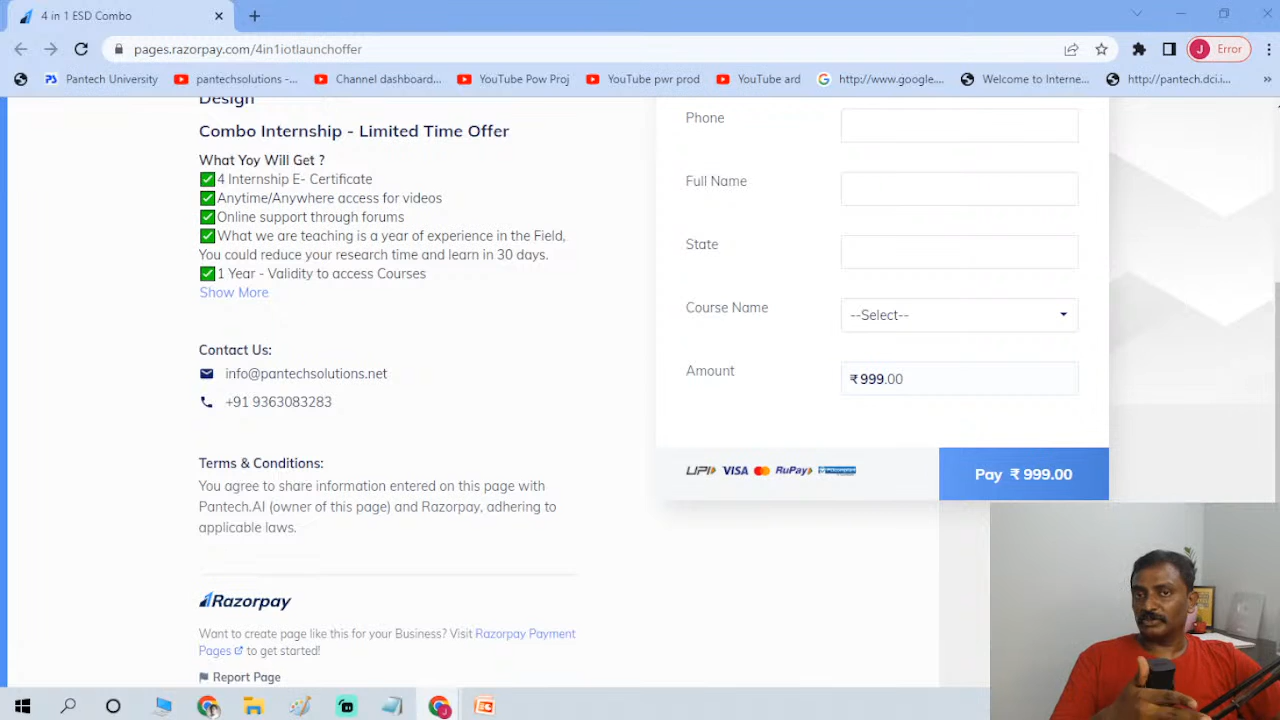 4 in 1 ESD Combo
pages.razorpay.com/4in1iotlaunchoffer
J Error
Pantech University
pantechsolutions -...
Channel dashboard...
YouTube Pow Proj
YouTube pwr prod
YouTube ard
http://www.google....
Welcome to Interne...
http://pantech.dci.i...
»
Design
Combo Internship - Limited Time Offer
What Yoy Will Get ?
✅4 Internship E- Certificate
✅Anytime/Anywhere access for videos
✅Online support through forums
✅What we are teaching is a year of experience in the Field,
You could reduce your research time and learn in 30 days.
✅1 Year - Validity to access Courses
Show More
Contact Us:
info@pantechsolutions.net
+91 9363083283
Terms & Conditions:
You agree to share information entered on this page with
Pantech.AI (owner of this page) and Razorpay, adhering to
applicable laws.
Razorpay
Want to create page like this for your Business? Visit Razorpay Payment
Pages to get started!
Report Page
Phone
Full Name
State
Course Name
--Select--
Amount
₹ 999.00
UPI VISA RuPay
Pay ₹ 999.00